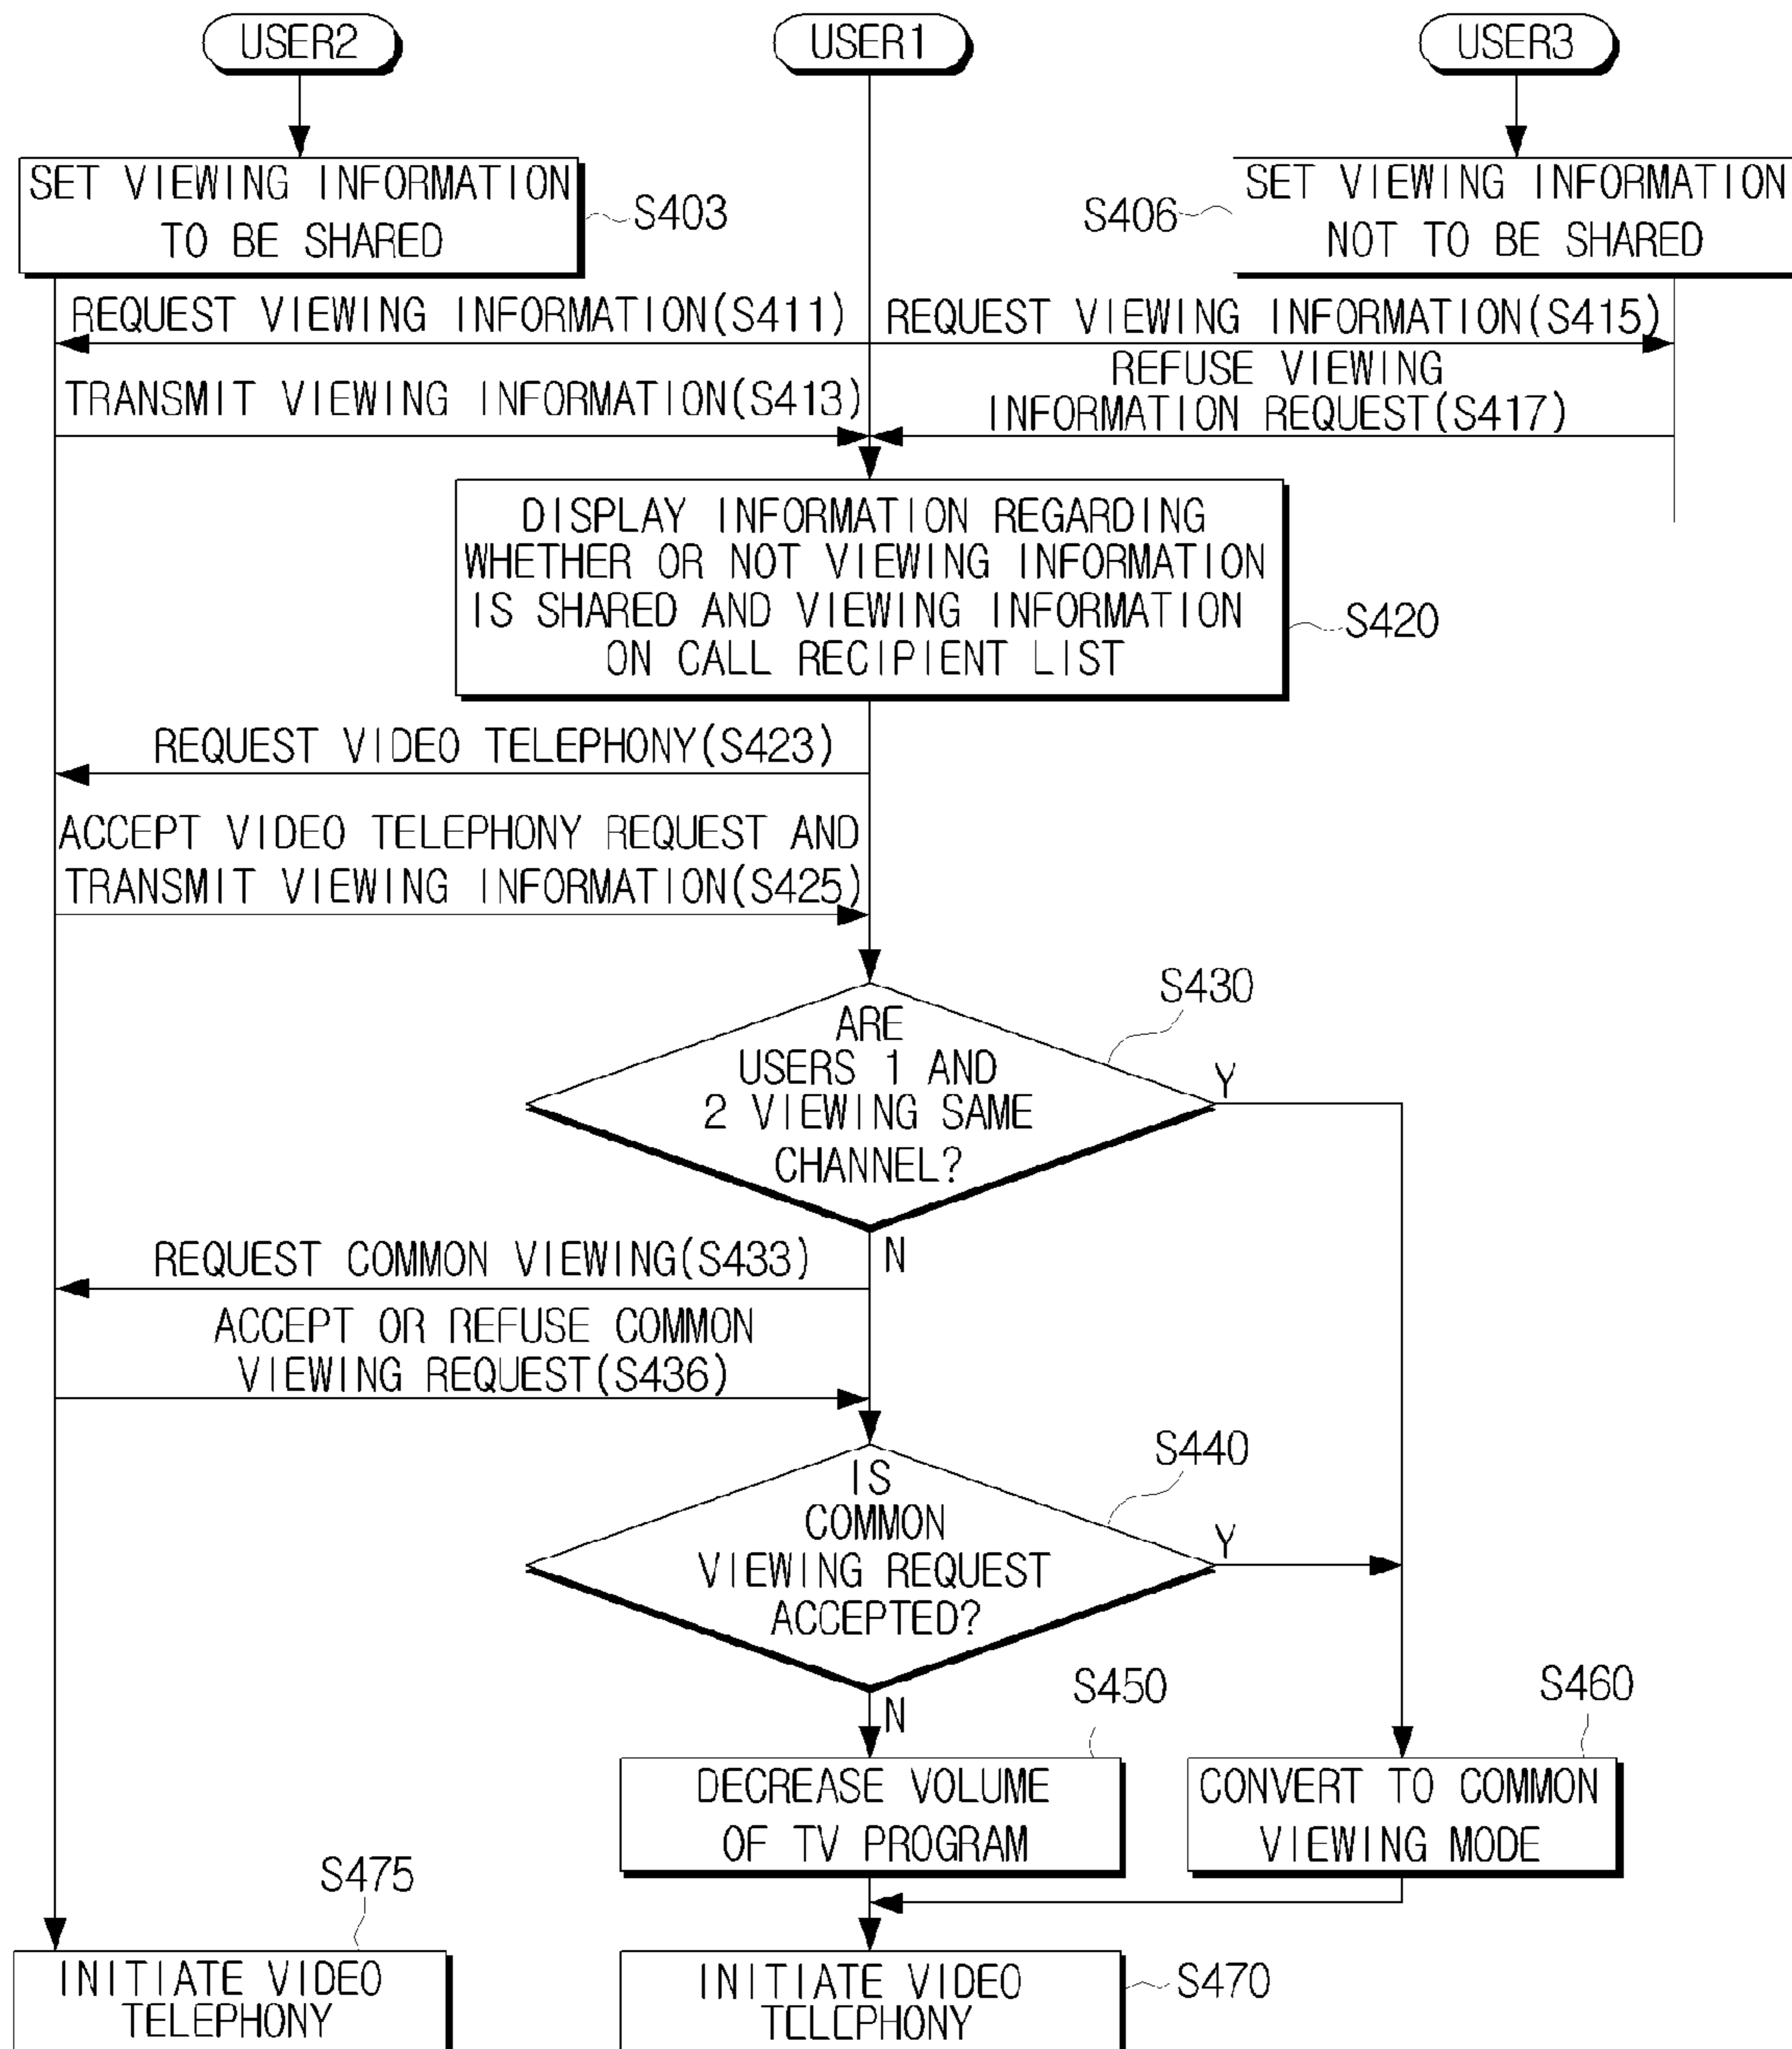 USER2
USER1
USER3
SET VIEWING INFORMATION
TO BE SHARED
S403
S406
SET VIEWING INFORMATION
NOT TO BE SHARED
REQUEST VIEWING INFORMATION(S411)
REQUEST VIEWING INFORMATION(S415)
TRANSMIT VIEWING INFORMATION(S413)
REFUSE VIEWING
INFORMATION REQUEST(S417)
DISPLAY INFORMATION REGARDING
WHETHER OR NOT VIEWING INFORMATION
IS SHARED AND VIEWING INFORMATION
ON CALL RECIPIENT LIST
S420
REQUEST VIDEO TELEPHONY(S423)
ACCEPT VIDEO TELEPHONY REQUEST AND
TRANSMIT VIEWING INFORMATION(S425)
S430
ARE
USERS 1 AND
2 VIEWING SAME
CHANNEL?
Y
N
REQUEST COMMON VIEWING(S433)
ACCEPT OR REFUSE COMMON
VIEWING REQUEST(S436)
S440
IS
COMMON
VIEWING REQUEST
ACCEPTED?
Y
N
S450
S460
DECREASE VOLUME
OF TV PROGRAM
CONVERT TO COMMON
VIEWING MODE
S475
INITIATE VIDEO
TELEPHONY
INITIATE VIDEO
TELEPHONY
S470